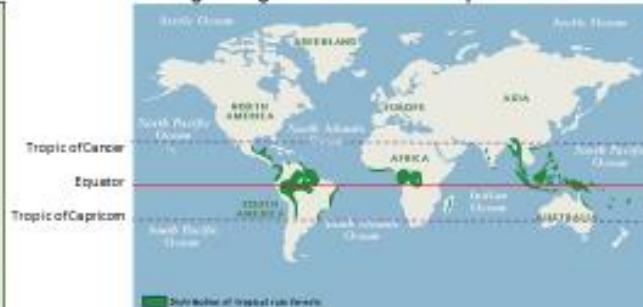 Arctic Ocean
Arctic Ocean
GREENLAND
NORTH
AMERICA
EUROPE
ASIA
North Pacific
Ocean
North Atlantic
Ocean
North Pacific
Ocean
Tropic of Cancer
AFRICA
Equator
Indian
Ocean
SOUTH
AMERICA
Tropic of Capricorn
AUSTRALIA
South Pacific
Ocean
South Atlantic
Ocean
Distribution of tropical rain forests